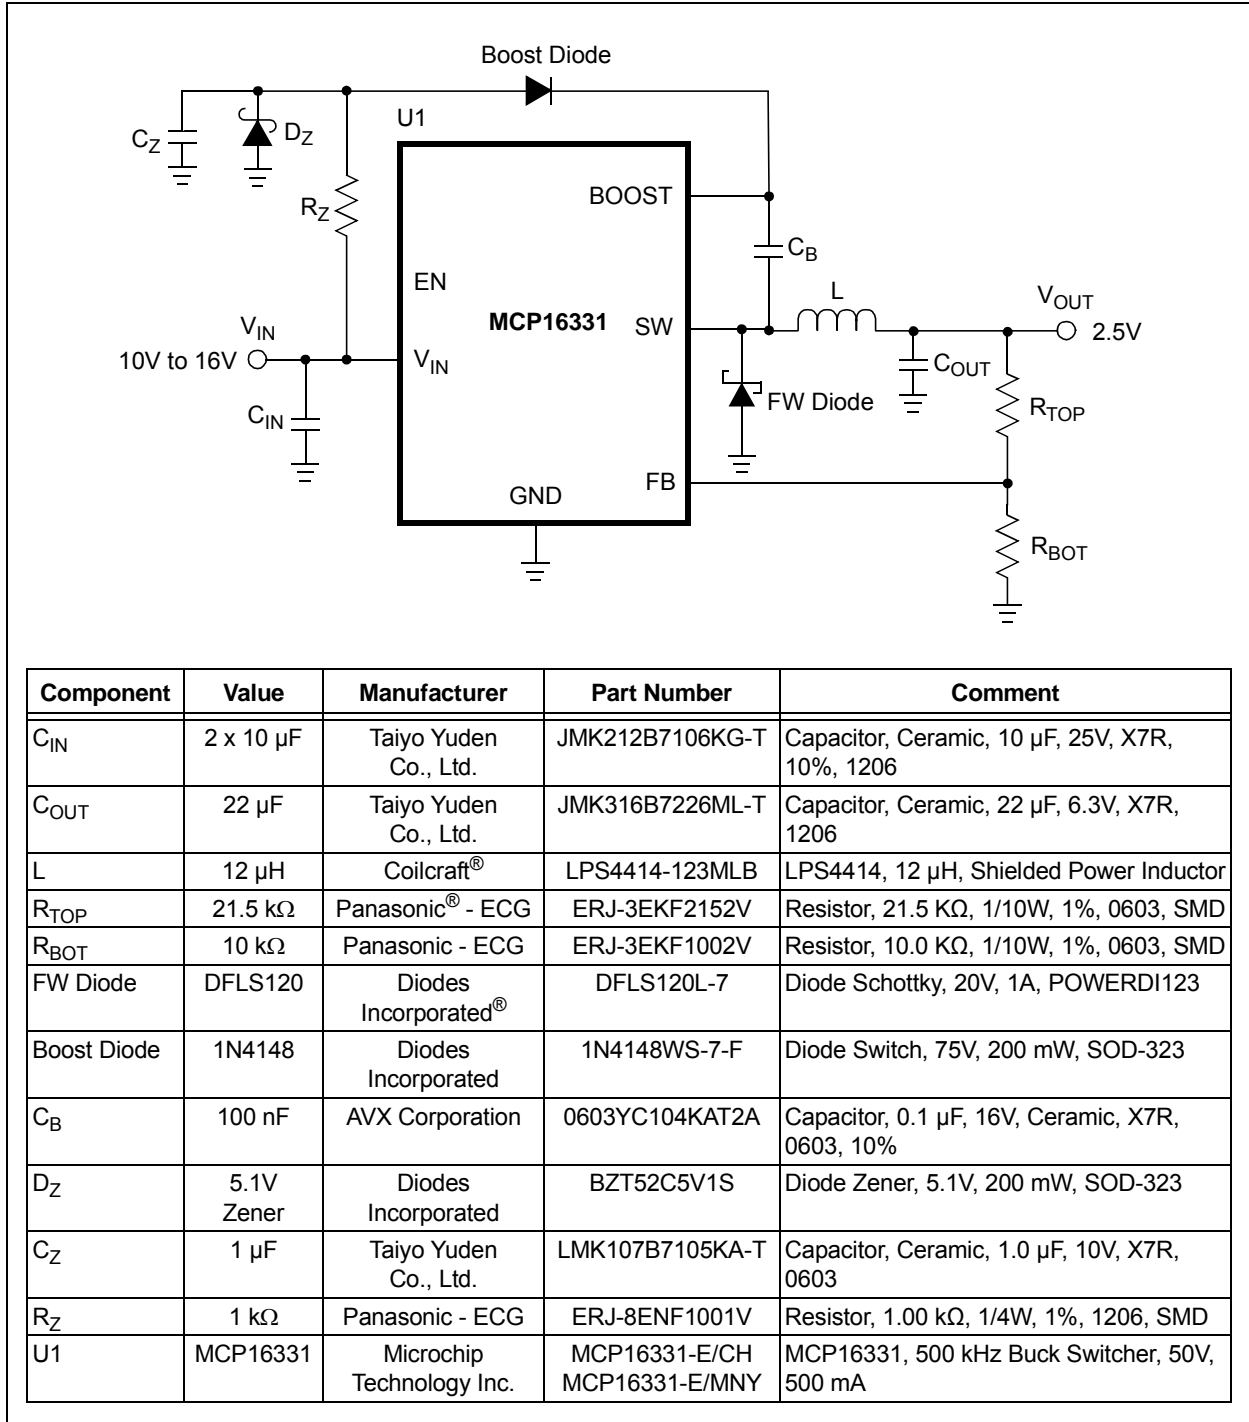 Boost Diode
U1
C_Z
D_Z
R_Z
BOOST
C_B
EN
MCP16331
SW
L
V_OUT
2.5V
V_IN
10V to 16V
V_IN
C_IN
C_OUT
FW Diode
R_TOP
FB
GND
R_BOT
Component Value Manufacturer Part Number Comment
C_IN 2 x 10 µF Taiyo Yuden JMK212B7106KG-T Capacitor, Ceramic, 10 µF, 25V, X7R,
Co., Ltd. 10%, 1206
C_OUT 22 µF Taiyo Yuden JMK316B7226ML-T Capacitor, Ceramic, 22 µF, 6.3V, X7R,
Co., Ltd. 1206
L 12 µH Coilcraft® LPS4414-123MLB LPS4414, 12 µH, Shielded Power Inductor
R_TOP 21.5 kΩ Panasonic® - ECG ERJ-3EKF2152V Resistor, 21.5 KΩ, 1/10W, 1%, 0603, SMD
R_BOT 10 kΩ Panasonic - ECG ERJ-3EKF1002V Resistor, 10.0 KΩ, 1/10W, 1%, 0603, SMD
FW Diode DFLS120 Diodes DFLS120L-7 Diode Schottky, 20V, 1A, POWERDI123
Incorporated®
Boost Diode 1N4148 Diodes 1N4148WS-7-F Diode Switch, 75V, 200 mW, SOD-323
Incorporated
C_B 100 nF AVX Corporation 0603YC104KAT2A Capacitor, 0.1 µF, 16V, Ceramic, X7R,
0603, 10%
D_Z 5.1V Diodes BZT52C5V1S Diode Zener, 5.1V, 200 mW, SOD-323
Zener Incorporated
C_Z 1 µF Taiyo Yuden LMK107B7105KA-T Capacitor, Ceramic, 1.0 µF, 10V, X7R,
Co., Ltd. 0603
R_Z 1 kΩ Panasonic - ECG ERJ-8ENF1001V Resistor, 1.00 kΩ, 1/4W, 1%, 1206, SMD
U1 MCP16331 Microchip MCP16331-E/CH MCP16331, 500 kHz Buck Switcher, 50V,
Technology Inc. MCP16331-E/MNY 500 mA